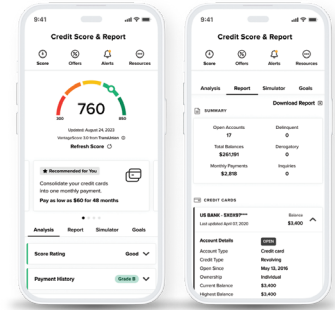 9:41
Credit Score & Report
Score
Offers
Alerts
Resources
300
760
850
Updated: August 24, 2023
VantageScore 3.0 from TransUnion
Refresh Score
Recommended for You
Consolidate your credit cards
into one monthly payment.
Pay as low as $60 for 48 months
Analysis
Report
Simulator
Goals
Score Rating
Good
Payment History
Grade B
9:41
Credit Score & Report
Score
Offers
Alerts
Resources
Analysis
Report
Simulator
Goals
Download Report
SUMMARY
Open Accounts
17
Delinquent
0
Total Balances
$261,191
Derogatory
0
Monthly Payments
$2,818
Inquiries
0
CREDIT CARDS
Balance
$3,400
Last updated April 07, 2020
Account Details
OPEN
Account Type
Credit card
Credit Type
Revolving
Open Since
May 13, 2016
Ownership
Individual
Current Balance
$3,400
Highest Balance
$3,400